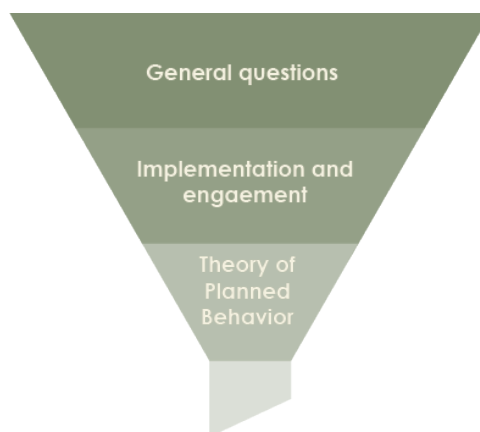 General questions
Implementation and
engaement
Theory of
Planned
Behavior